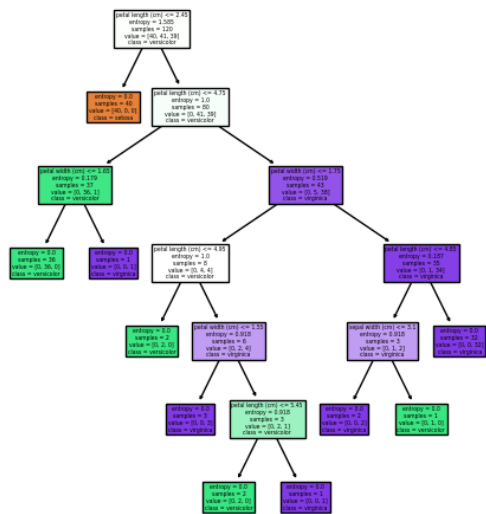 petal length (cm) <= 2.45
entropy = 1.585
samples = 120
value = [40, 41, 39]
class = versicolor
entropy = 0.0
samples = 40
value = [40, 0, 0]
class = setosa
petal length (cm) <= 4.75
entropy = 1.0
samples = 80
value = [0, 41, 39]
class = versicolor
petal width (cm) <= 1.65
entropy = 0.179
samples = 37
value = [0, 36, 1]
class = versicolor
petal width (cm) <= 1.75
entropy = 0.519
samples = 43
value = [0, 5, 38]
class = virginica
entropy = 0.0
samples = 36
value = [0, 36, 0]
class = versicolor
entropy = 0.0
samples = 1
value = [0, 0, 1]
class = virginica
petal length (cm) <= 4.95
entropy = 1.0
samples = 8
value = [0, 4, 4]
class = versicolor
petal length (cm) <= 4.85
entropy = 0.187
samples = 35
value = [0, 1, 34]
class = virginica
entropy = 0.0
samples = 2
value = [0, 2, 0]
class = versicolor
petal width (cm) <= 1.55
entropy = 0.918
samples = 6
value = [0, 2, 4]
class = virginica
sepal width (cm) <= 3.1
entropy = 0.918
samples = 3
value = [0, 1, 2]
class = virginica
entropy = 0.0
samples = 32
value = [0, 0, 32]
class = virginica
entropy = 0.0
samples = 3
value = [0, 0, 3]
class = virginica
petal length (cm) <= 5.45
entropy = 0.918
samples = 3
value = [0, 2, 1]
class = versicolor
entropy = 0.0
samples = 2
value = [0, 0, 2]
class = virginica
entropy = 0.0
samples = 1
value = [0, 1, 0]
class = versicolor
entropy = 0.0
samples = 2
value = [0, 2, 0]
class = versicolor
entropy = 0.0
samples = 1
value = [0, 0, 1]
class = virginica